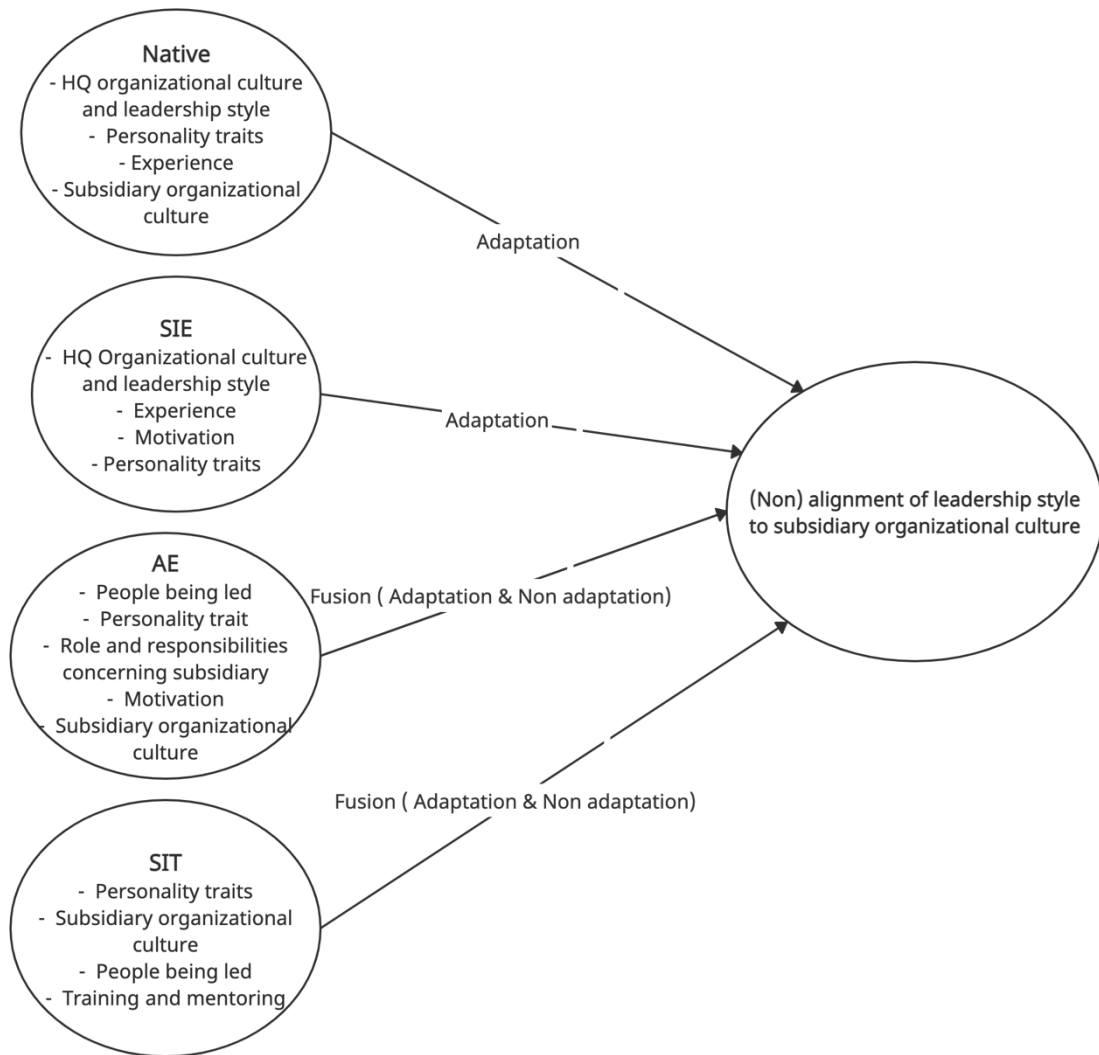 Native
- HQ organizational culture
and leadership style
- Personality traits
- Experience
- Subsidiary organizational
culture
Adaptation
SIE
- HQ Organizational culture
and leadership style
- Experience
- Motivation
- Personality traits
Adaptation
AE
- People being led
- Personality trait
- Role and responsibilities
concerning subsidiary
- Motivation
- Subsidiary organizational
culture
Fusion ( Adaptation & Non adaptation)
SIT
- Personality traits
- Subsidiary organizational
culture
- People being led
- Training and mentoring
Fusion ( Adaptation & Non adaptation)
(Non) alignment of leadership style
to subsidiary organizational culture